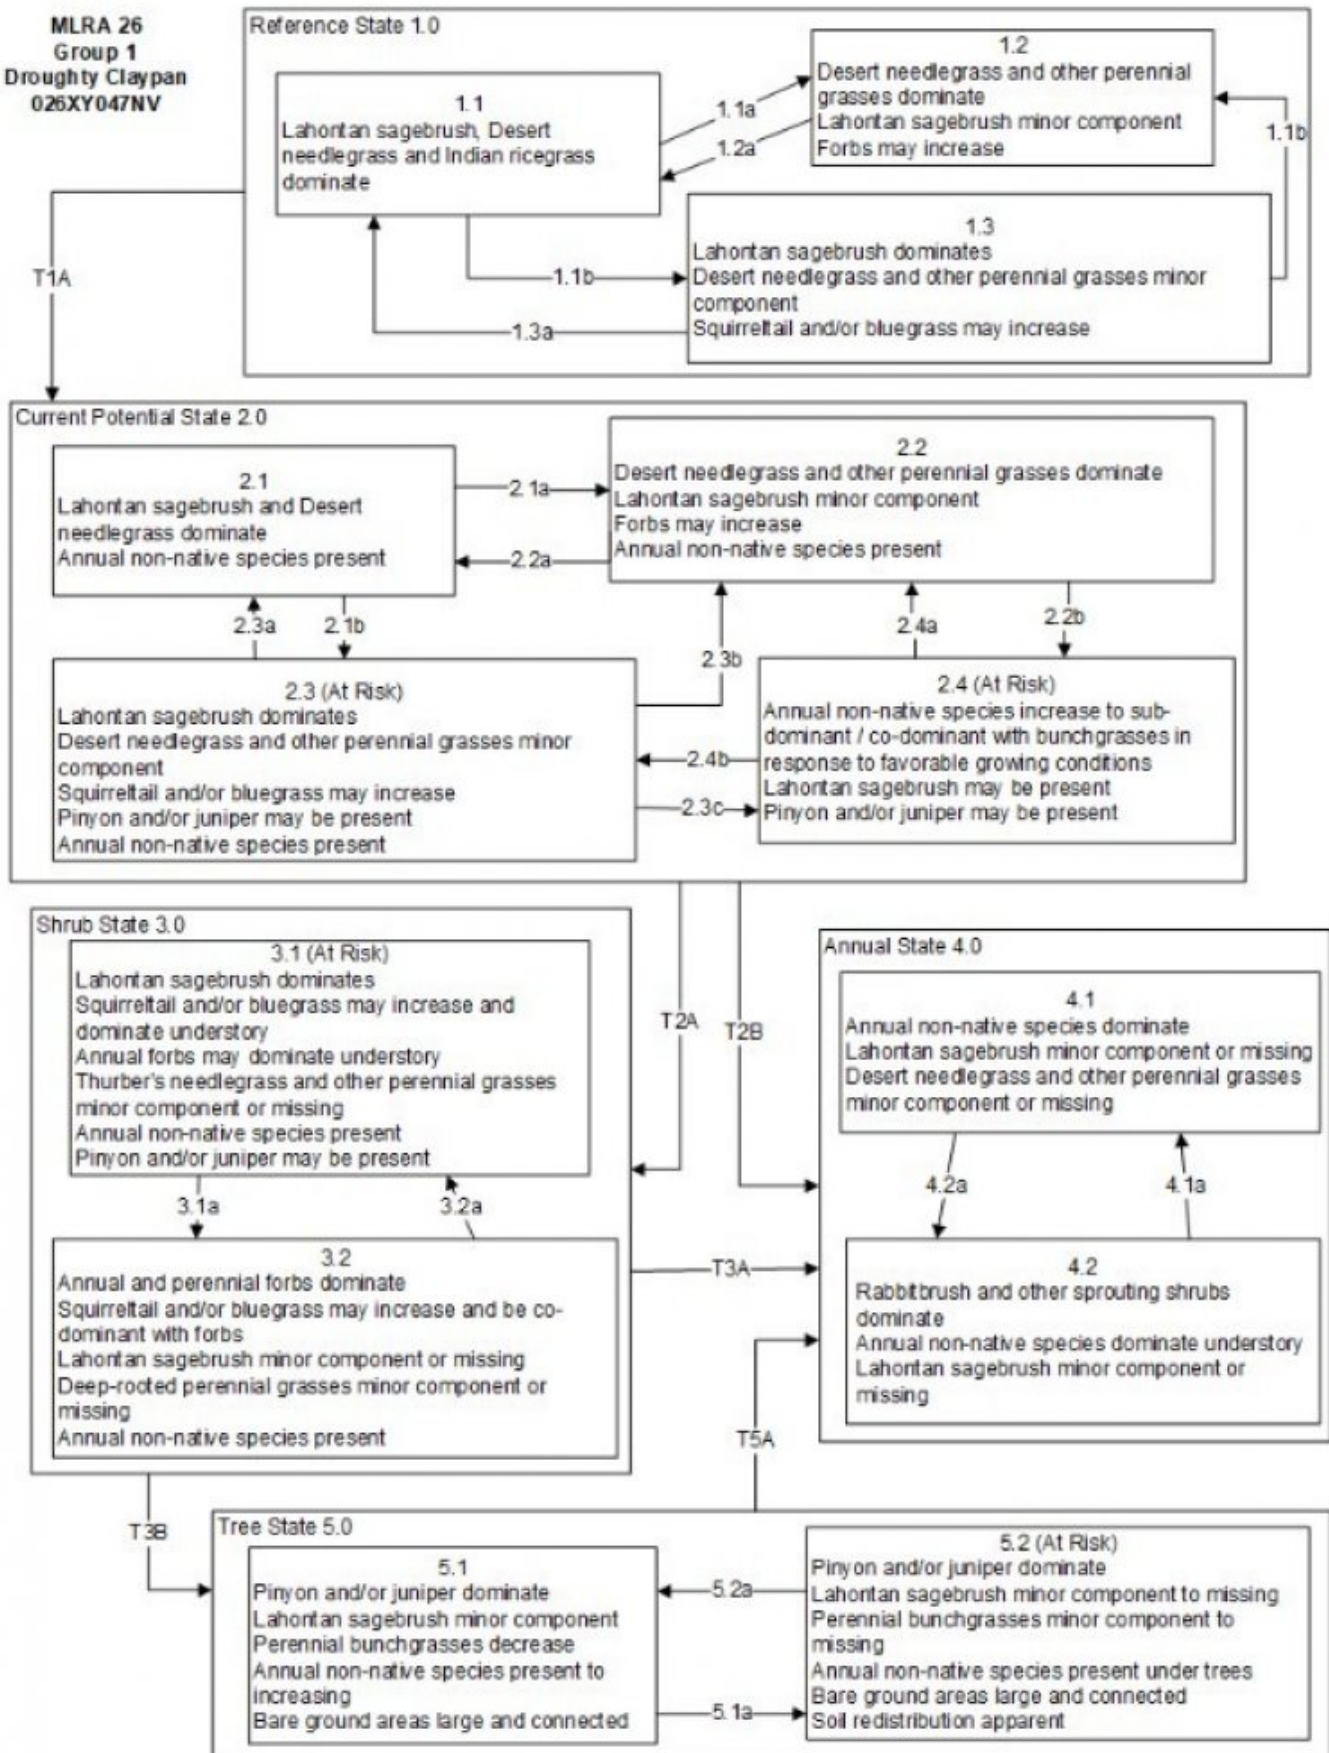 MLRA 26
Group 1
Droughty Claypan
026XY047NV
Reference State 1.0
1.1
Lahontan sagebrush, Desert
needlegrass and Indian ricegrass
dominate
1.1a
1.2a
1.2
Desert needlegrass and other perennial
grasses dominate
Lahontan sagebrush minor component
Forbs may increase
1.1b
1.1b
1.3a
1.3
Lahontan sagebrush dominates
Desert needlegrass and other perennial grasses minor
component
Squirreltail and/or bluegrass may increase
T1A
Current Potential State 2.0
2.1
Lahontan sagebrush and Desert
needlegrass dominate
Annual non-native species present
2.1a
2.2a
2.2
Desert needlegrass and other perennial grasses dominate
Lahontan sagebrush minor component
Forbs may increase
Annual non-native species present
2.3a
2.1b
2.3b
2.4a
2.2b
2.3 (At Risk)
Lahontan sagebrush dominates
Desert needlegrass and other perennial grasses minor
component
Squirreltail and/or bluegrass may increase
Pinyon and/or juniper may be present
Annual non-native species present
2.4b
2.3c
2.4 (At Risk)
Annual non-native species increase to sub-
dominant / co-dominant with bunchgrasses in
response to favorable growing conditions
Lahontan sagebrush may be present
Pinyon and/or juniper may be present
Shrub State 3.0
3.1 (At Risk)
Lahontan sagebrush dominates
Squirreltail and/or bluegrass may increase and
dominate understory
Annual forbs may dominate understory
Thurber's needlegrass and other perennial grasses
minor component or missing
Annual non-native species present
Pinyon and/or juniper may be present
3.1a
3.2a
3.2
Annual and perennial forbs dominate
Squirreltail and/or bluegrass may increase and be co-
dominant with forbs
Lahontan sagebrush minor component or missing
Deep-rooted perennial grasses minor component or
missing
Annual non-native species present
T2A
T2B
T3A
Annual State 4.0
4.1
Annual non-native species dominate
Lahontan sagebrush minor component or missing
Desert needlegrass and other perennial grasses
minor component or missing
4.2a
4.1a
4.2
Rabbitbrush and other sprouting shrubs
dominate
Annual non-native species dominate understory
Lahontan sagebrush minor component or
missing
T5A
T3B
Tree State 5.0
5.1
Pinyon and/or juniper dominate
Lahontan sagebrush minor component
Perennial bunchgrasses decrease
Annual non-native species present to
increasing
Bare ground areas large and connected
5.2a
5.1a
5.2 (At Risk)
Pinyon and/or juniper dominate
Lahontan sagebrush minor component to missing
Perennial bunchgrasses minor component to
missing
Annual non-native species present under trees
Bare ground areas large and connected
Soil redistribution apparent